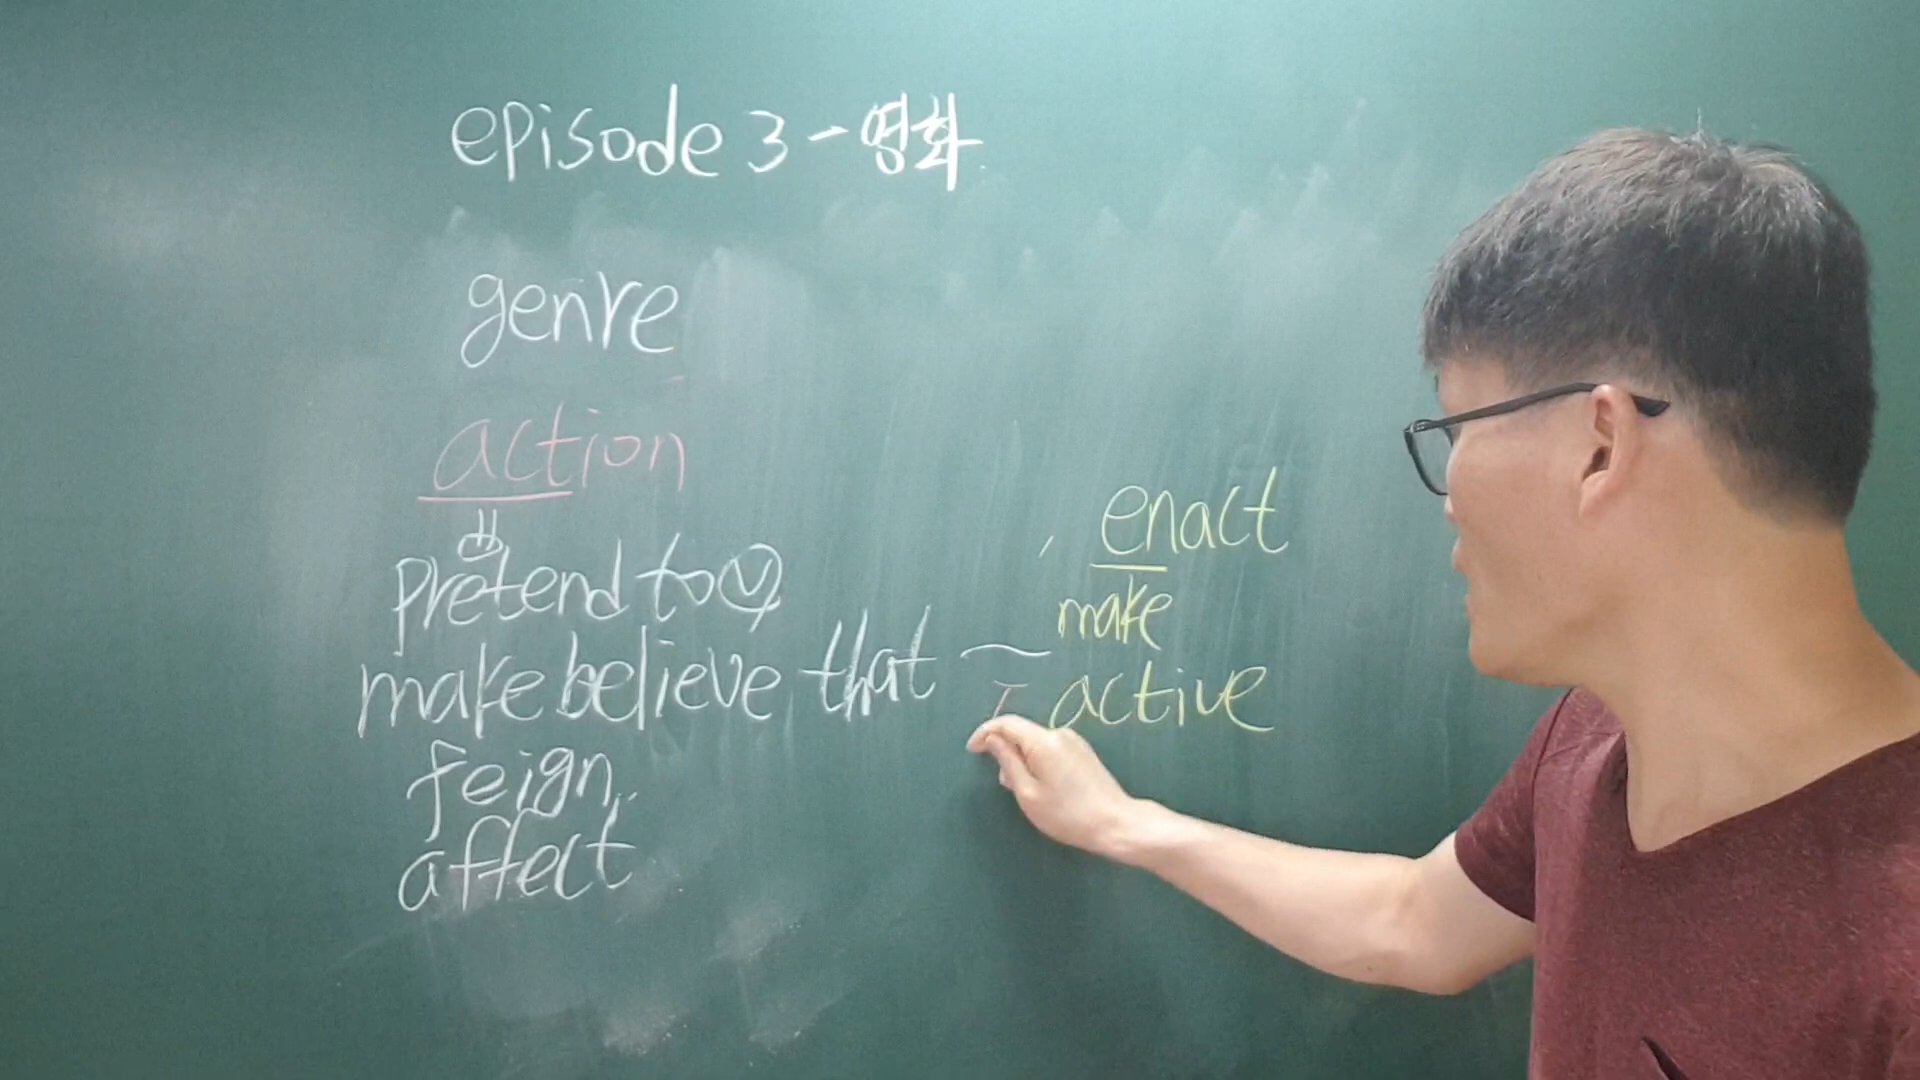 episode 3 - 영화
genre
action
pretend to ⓥ
make believe that ~
feign
affect
enact
make
active